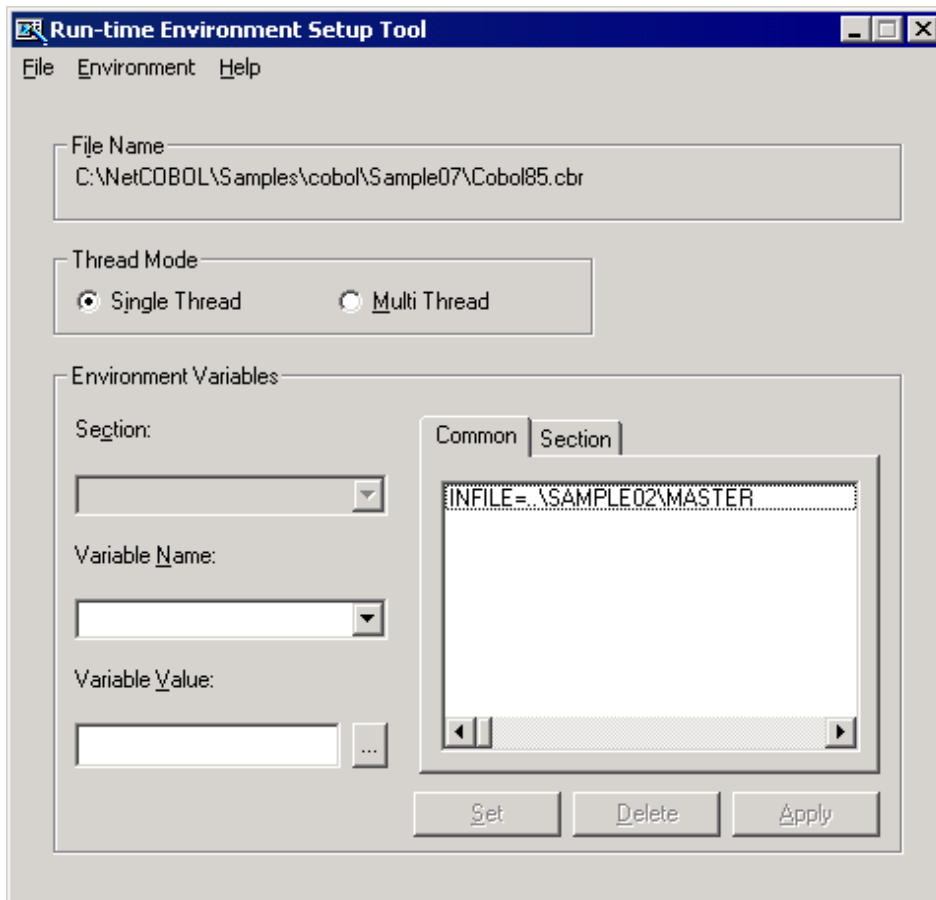 Run-time Environment Setup Tool
File Environment Help
File Name
C:\NetCOBOL\Samples\cobol\Sample07\Cobol85.cbr
Thread Mode
Single Thread Multi Thread
Environment Variables
Section:
Variable Name:
Variable Value:
...
Common Section
INFILE=..\SAMPLE02\MASTER
Set Delete Apply